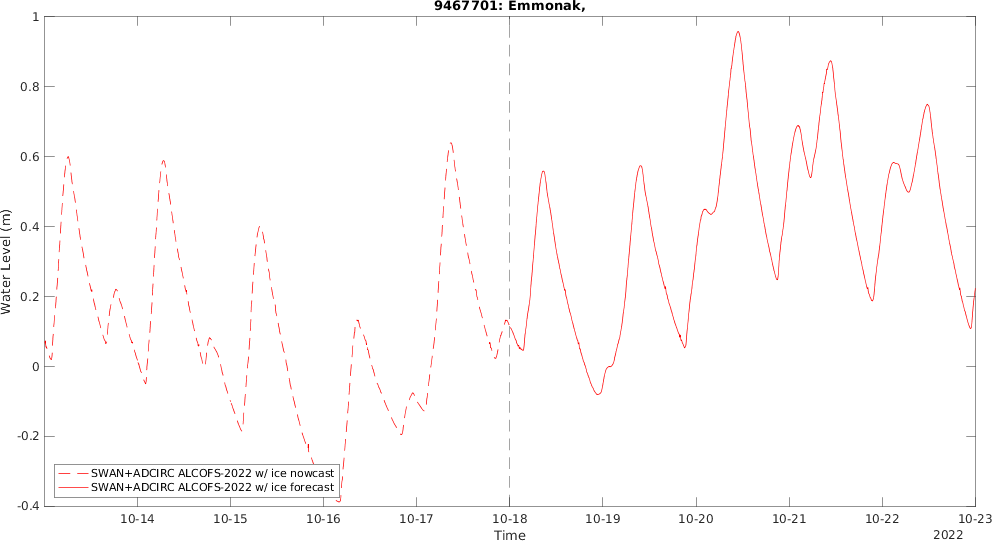 9467701: Emmonak,
1
0.8
0.6
0.4
0.2
0
-0.2
-0.4
Water Level (m)
SWAN+ADCIRC ALCOFS-2022 w/ ice nowcast
SWAN+ADCIRC ALCOFS-2022 w/ ice forecast
10-14 10-15 10-16 10-17 10-18 10-19 10-20 10-21 10-22 10-23
Time
2022